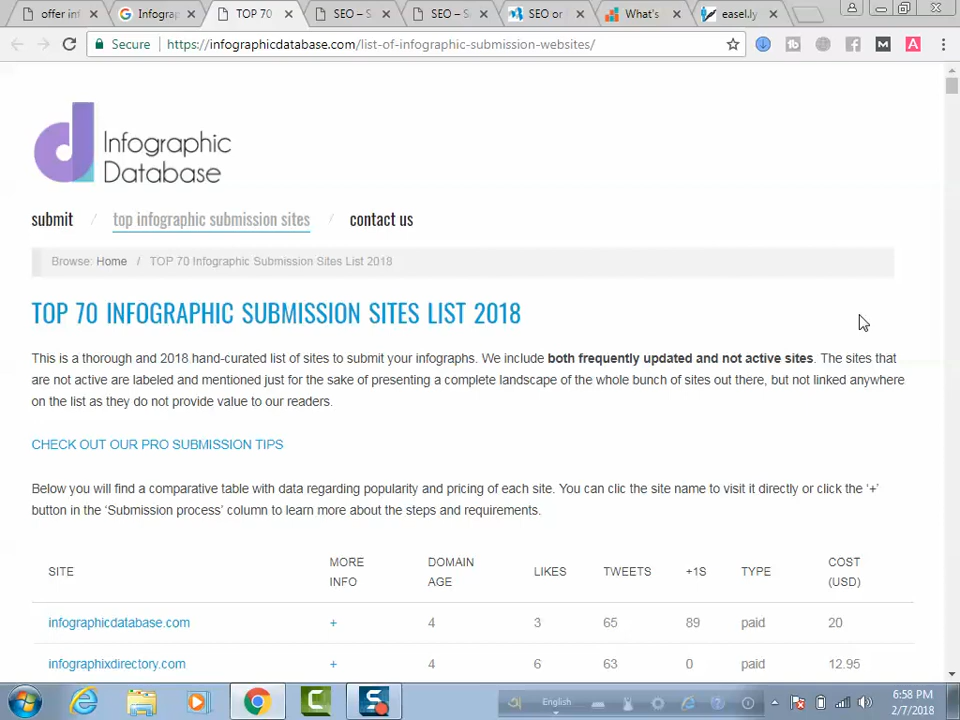 offer inf
Infograp
TOP 70
SEO – S
SEO – S
SEO or
What's
easel.ly
Secure
https://infographicdatabase.com/list-of-infographic-submission-websites/
Infographic
Database
submit / top infographic submission sites / contact us
Browse: Home / TOP 70 Infographic Submission Sites List 2018
TOP 70 INFOGRAPHIC SUBMISSION SITES LIST 2018
This is a thorough and 2018 hand-curated list of sites to submit your infographs. We include both frequently updated and not active sites. The sites that
are not active are labeled and mentioned just for the sake of presenting a complete landscape of the whole bunch of sites out there, but not linked anywhere
on the list as they do not provide value to our readers.
CHECK OUT OUR PRO SUBMISSION TIPS
Below you will find a comparative table with data regarding popularity and pricing of each site. You can clic the site name to visit it directly or click the ‘+’
button in the ‘Submission process’ column to learn more about the steps and requirements.
SITE MORE INFO DOMAIN AGE LIKES TWEETS +1S TYPE COST (USD)
infographicdatabase.com + 4 3 65 89 paid 20
infographixdirectory.com + 4 6 63 0 paid 12.95
English
6:58 PM
2/7/2018